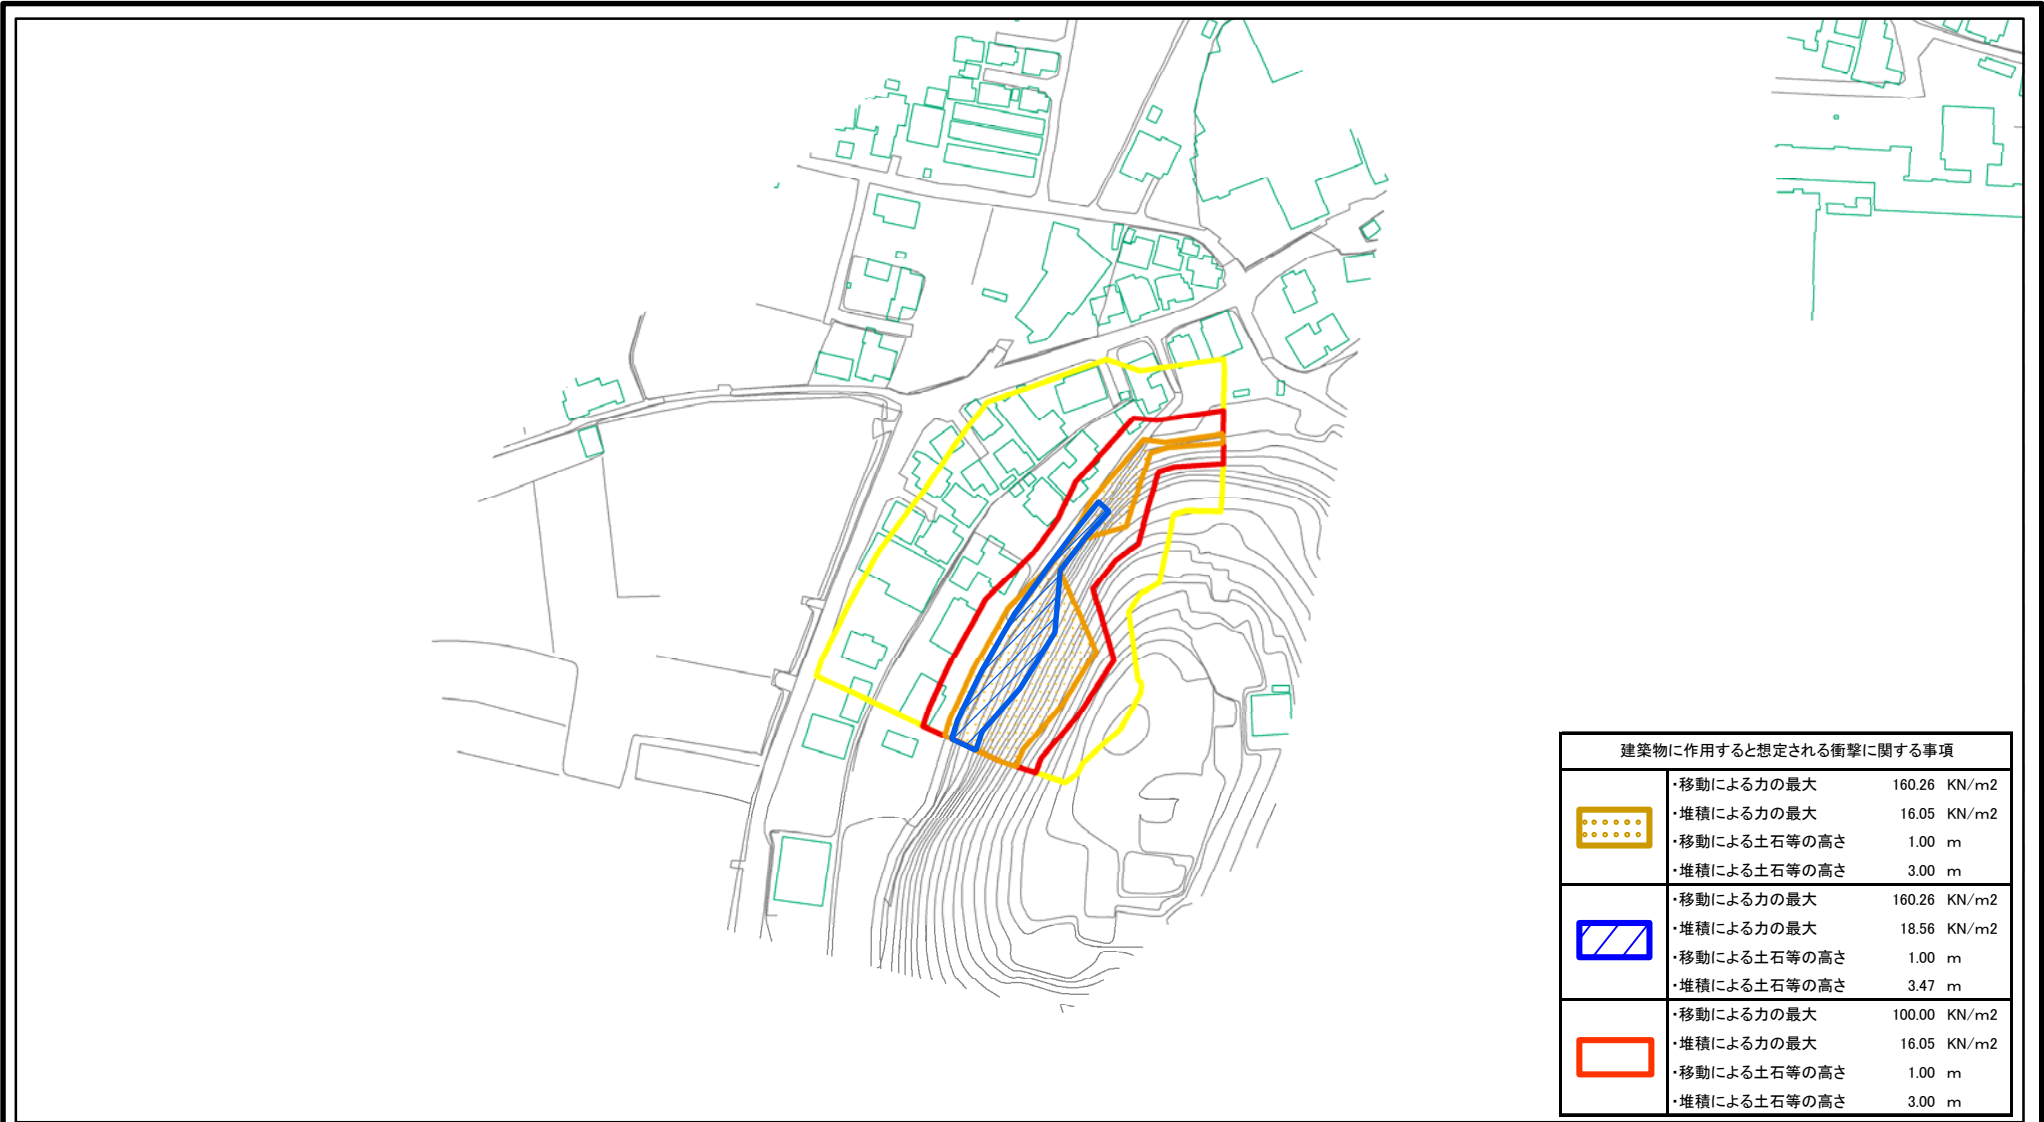 建築物に作用すると想定される衝撃に関する事項
・移動による力の最大 160.26 KN/m2
・堆積による力の最大 16.05 KN/m2
・移動による土石等の高さ 1.00 m
・堆積による土石等の高さ 3.00 m
・移動による力の最大 160.26 KN/m2
・堆積による力の最大 18.56 KN/m2
・移動による土石等の高さ 1.00 m
・堆積による土石等の高さ 3.47 m
・移動による力の最大 100.00 KN/m2
・堆積による力の最大 16.05 KN/m2
・移動による土石等の高さ 1.00 m
・堆積による土石等の高さ 3.00 m